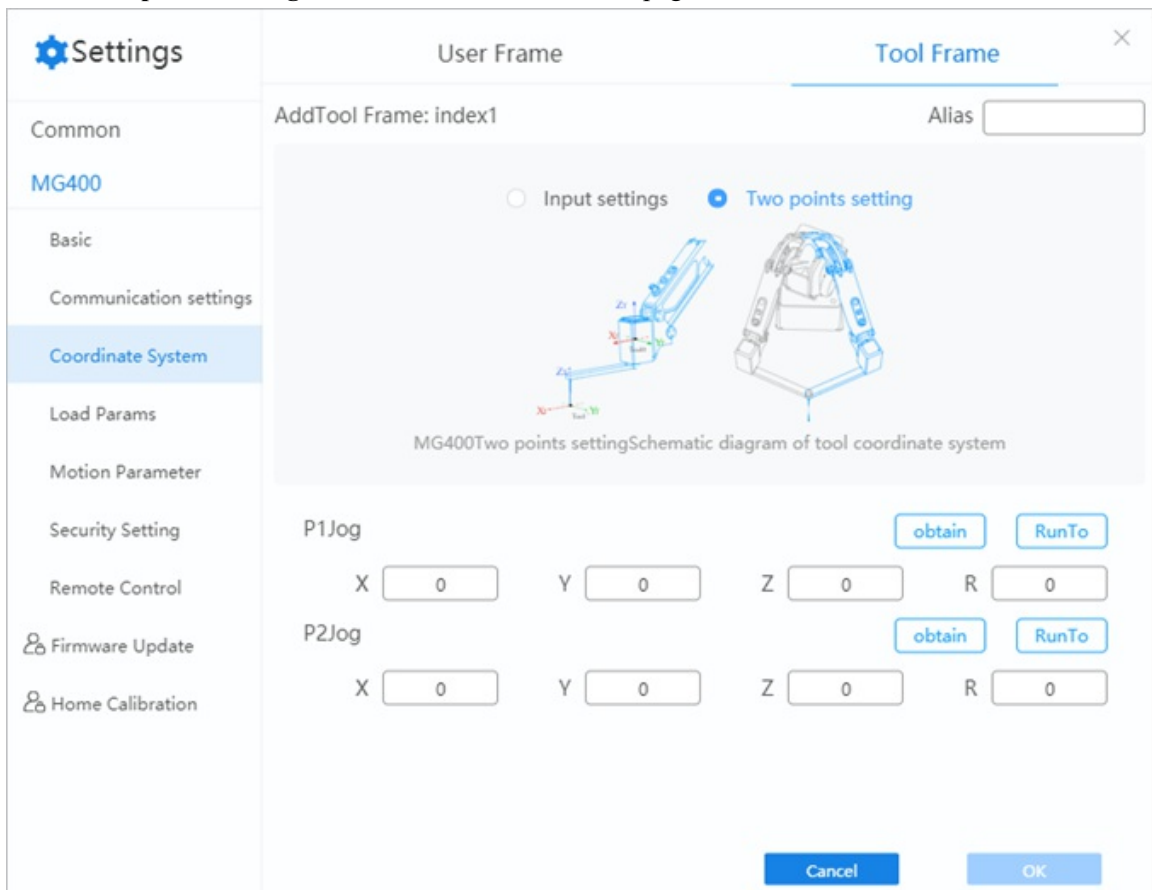 Settings
User Frame
Tool Frame
Common
MG400
Basic
Communication settings
Coordinate System
Load Params
Motion Parameter
Security Setting
Remote Control
Firmware Update
Home Calibration
AddTool Frame: index1
Alias
Input settings
Two points setting
MG400Two points settingSchematic diagram of tool coordinate system
P1Jog
obtain
RunTo
X 0 Y 0 Z 0 R 0
P2Jog
obtain
RunTo
X 0 Y 0 Z 0 R 0
Cancel
OK